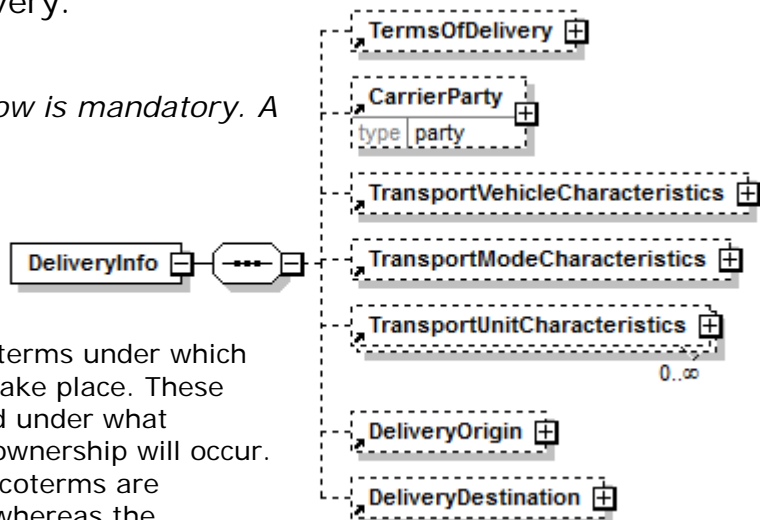 very.
ow is mandatory. A
terms under which
ake place. These
d under what
ownership will occur.
coterms are
whereas the
DeliveryInfo
TermsOfDelivery
CarrierParty
type party
TransportVehicleCharacteristics
TransportModeCharacteristics
TransportUnitCharacteristics
0..∞
DeliveryOrigin
DeliveryDestination